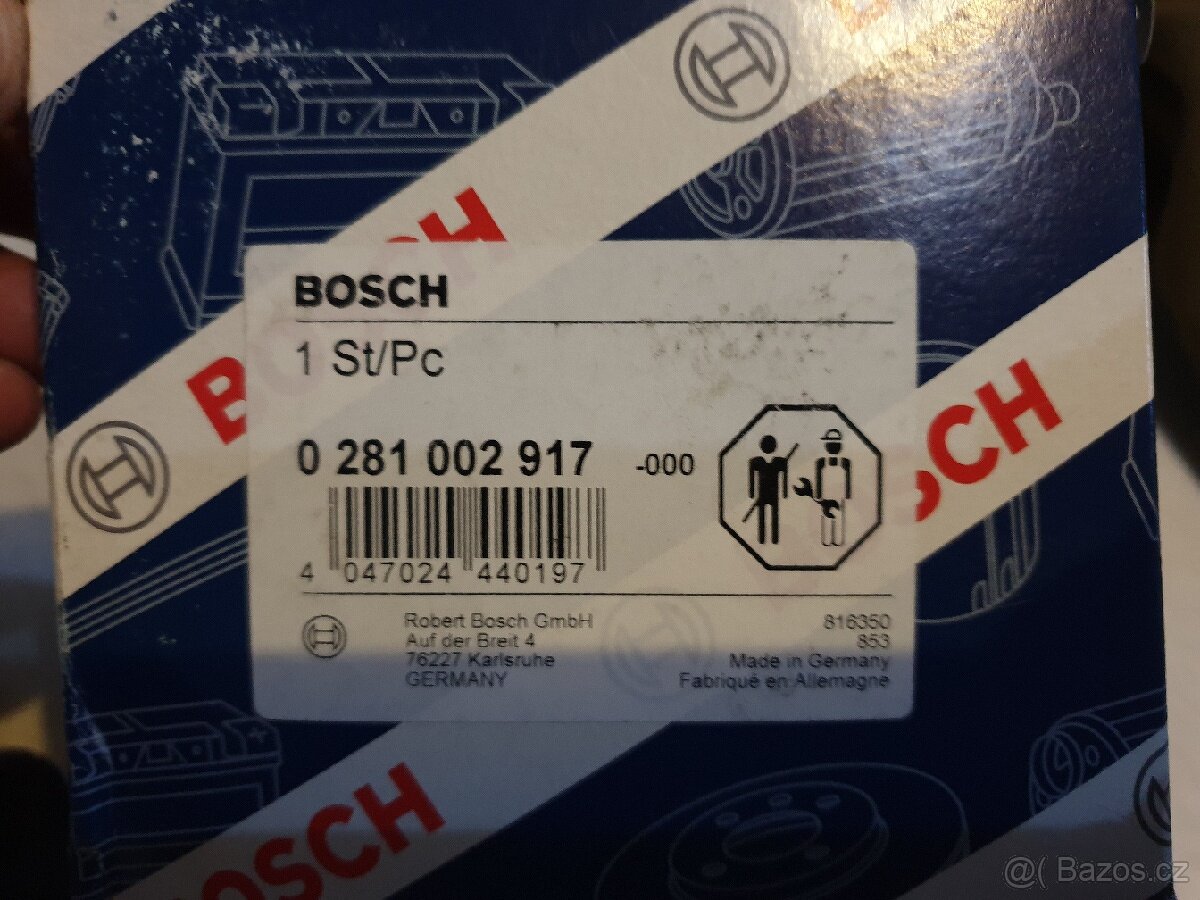 BOSCH
BOSCH
1 St/Pc
0 281 002 917 -000
4 047024 440197
Robert Bosch GmbH
Auf der Breit 4
76227 Karlsruhe
GERMANY
816350
853
Made in Germany
Fabriqué en Allemagne
BOSCH
BOSCH
@( Bazos.cz